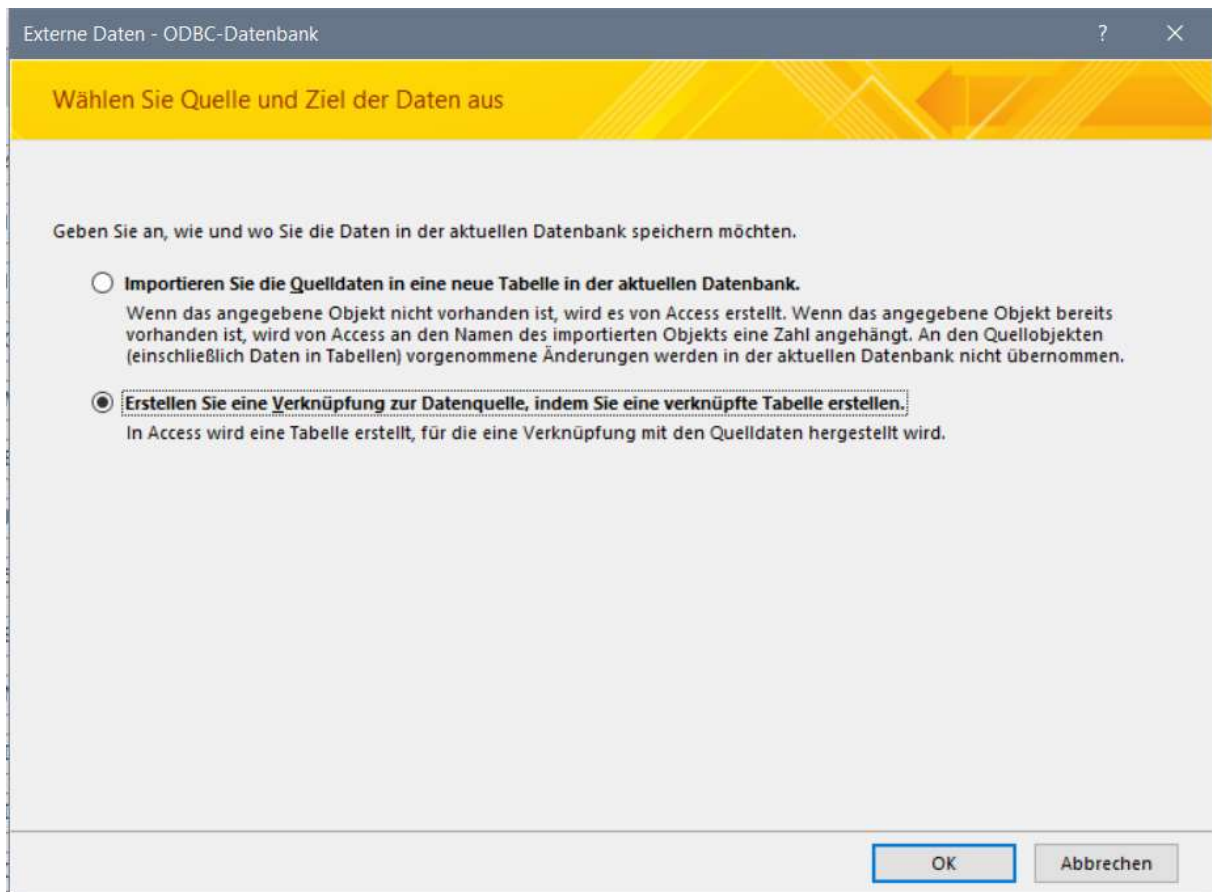 Externe Daten - ODBC-Datenbank ?
Wählen Sie Quelle und Ziel der Daten aus
Geben Sie an, wie und wo Sie die Daten in der aktuellen Datenbank speichern möchten.
Importieren Sie die Quelldaten in eine neue Tabelle in der aktuellen Datenbank.
Wenn das angegebene Objekt nicht vorhanden ist, wird es von Access erstellt. Wenn das angegebene Objekt bereits
vorhanden ist, wird von Access an den Namen des importierten Objekts eine Zahl angehängt. An den Quellobjekten
(einschließlich Daten in Tabellen) vorgenommene Änderungen werden in der aktuellen Datenbank nicht übernommen.
Erstellen Sie eine Verknüpfung zur Datenquelle, indem Sie eine verknüpfte Tabelle erstellen.
In Access wird eine Tabelle erstellt, für die eine Verknüpfung mit den Quelldaten hergestellt wird.
OK Abbrechen